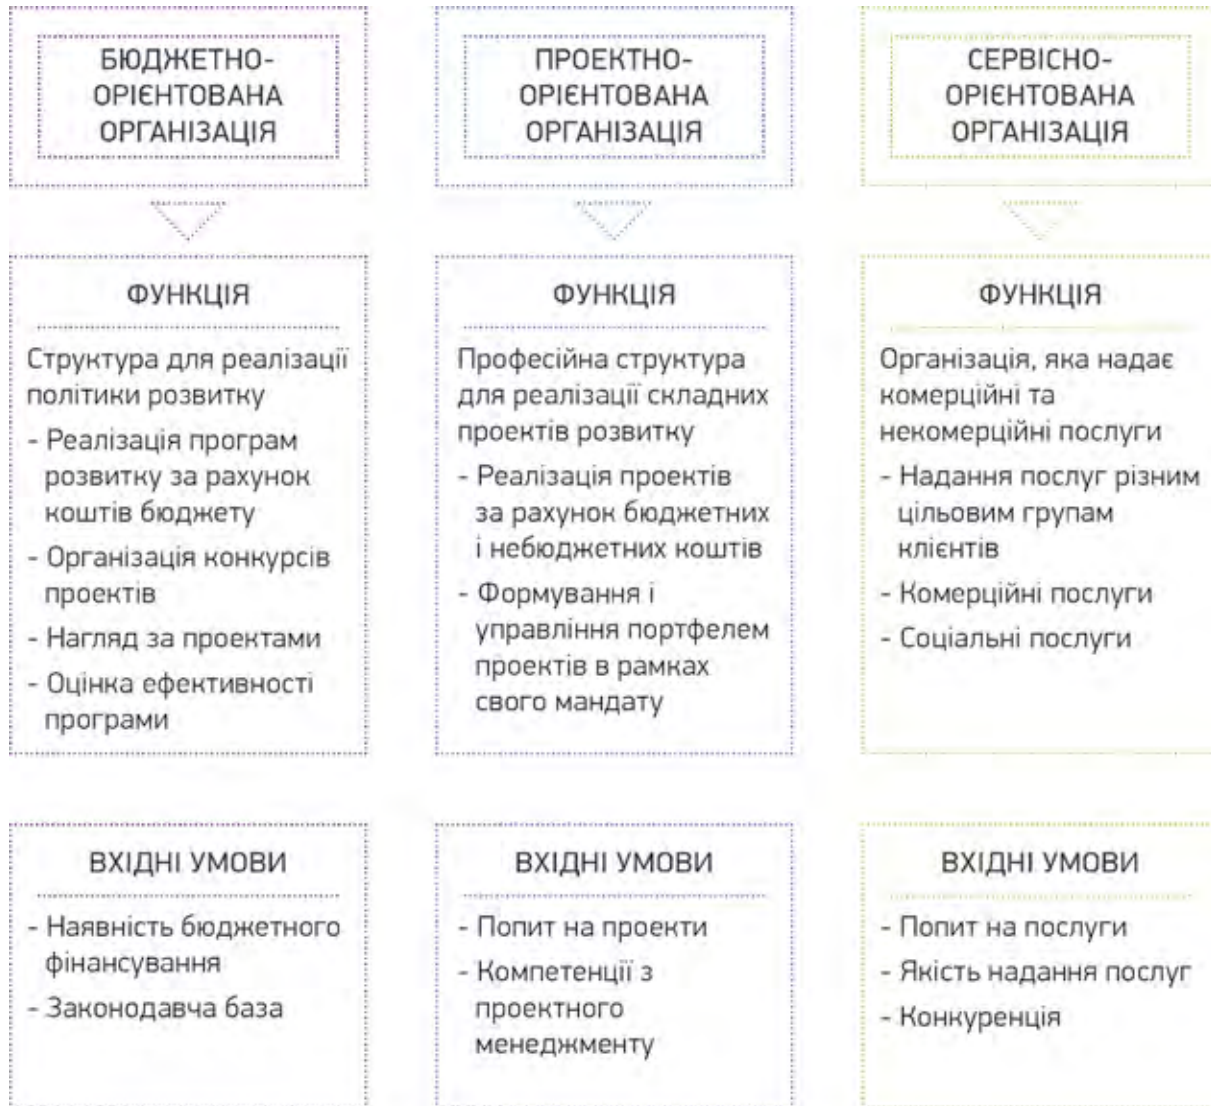 БЮДЖЕТНО-
ОРІЄНТОВАНА
ОРГАНІЗАЦІЯ
ФУНКЦІЯ
Структура для реалізації
політики розвитку
- Реалізація програм
розвитку за рахунок
коштів бюджету
- Організація конкурсів
проектів
- Нагляд за проектами
- Оцінка ефективності
програми
ВХІДНІ УМОВИ
- Наявність бюджетного
фінансування
- Законодавча база
ПРОЕКТНО-
ОРІЄНТОВАНА
ОРГАНІЗАЦІЯ
ФУНКЦІЯ
Професійна структура
для реалізації складних
проектів розвитку
- Реалізація проектів
за рахунок бюджетних
і небюджетних коштів
- Формування і
управління портфелем
проектів в рамках
свого мандату
ВХІДНІ УМОВИ
- Попит на проекти
- Компетенції з
проектного
менеджменту
СЕРВІСНО-
ОРІЄНТОВАНА
ОРГАНІЗАЦІЯ
ФУНКЦІЯ
Організація, яка надає
комерційні та
некомерційні послуги
- Надання послуг різним
цільовим групам
клієнтів
- Комерційні послуги
- Соціальні послуги
ВХІДНІ УМОВИ
- Попит на послуги
- Якість надання послуг
- Конкуренція